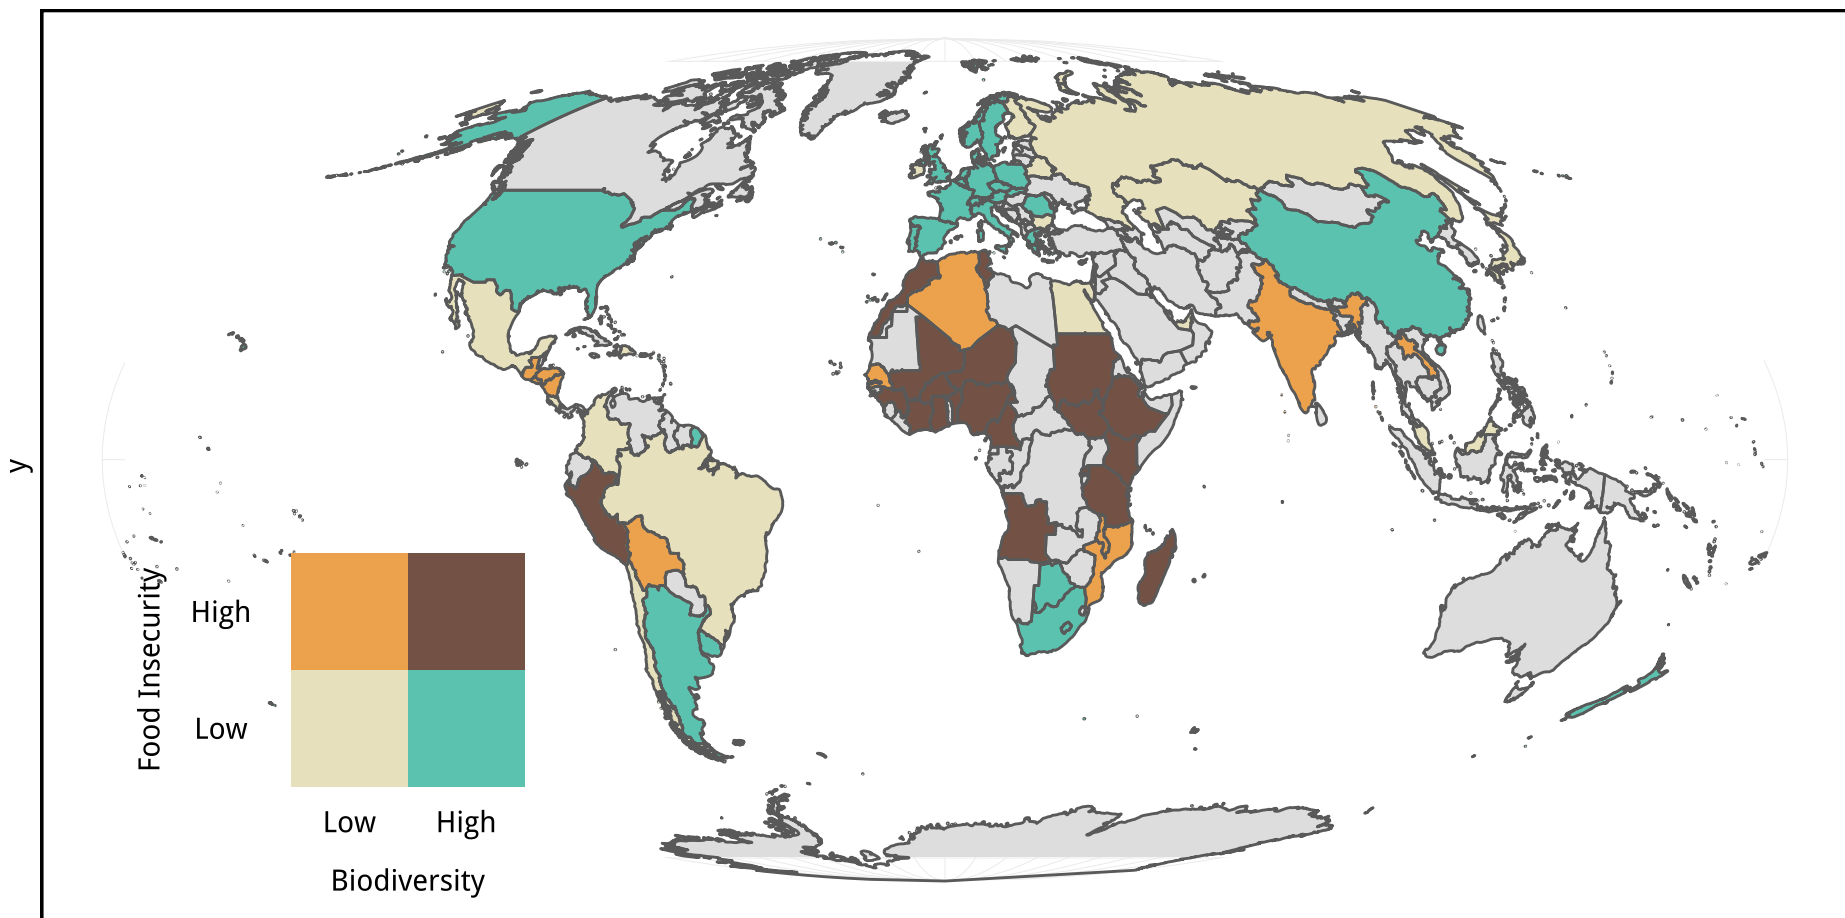 y
Food Insecurity
High
Low
Low High
Biodiversity